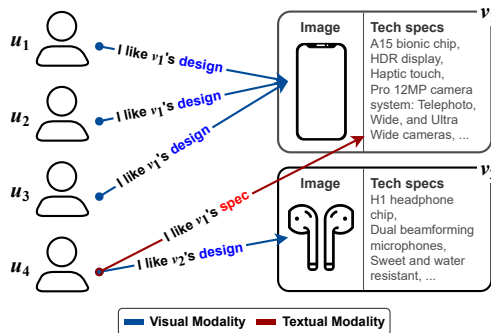 u1
u2
u3
u4
I like v1's design
I like v1's design
I like v1's design
I like v1's spec
I like v2's design
v
Image
Tech specs
A15 bionic chip,
HDR display,
Haptic touch,
Pro 12MP camera
system: Telephoto,
Wide, and Ultra
Wide cameras, ...
v
Image
Tech specs
H1 headphone
chip,
Dual beamforming
microphones,
Sweet and water
resistant, ...
Visual Modality
Textual Modality